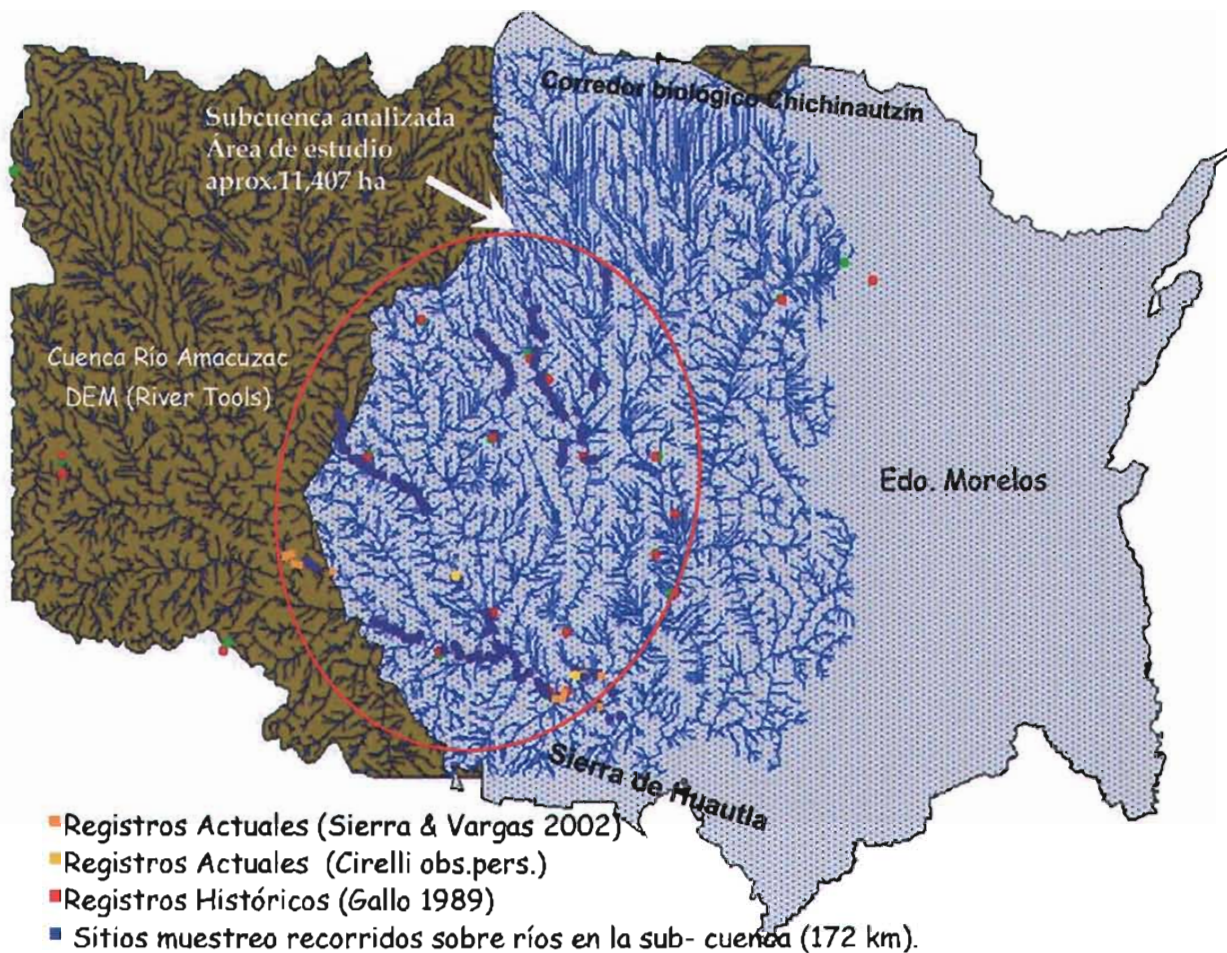 Corredor biológico Chichinautzín
Subcuenca analizada
Área de estudio
aprox.11,407 ha
Cuenca Río Amacuzac
DEM (River Tools)
Edo. Morelos
Sierra de Huautla
Registros Actuales (Sierra & Vargas 2002)
Registros Actuales (Cirelli obs.pers.)
Registros Históricos (Gallo 1989)
Sitios muestreo recorridos sobre ríos en la sub- cuenca (172 km).